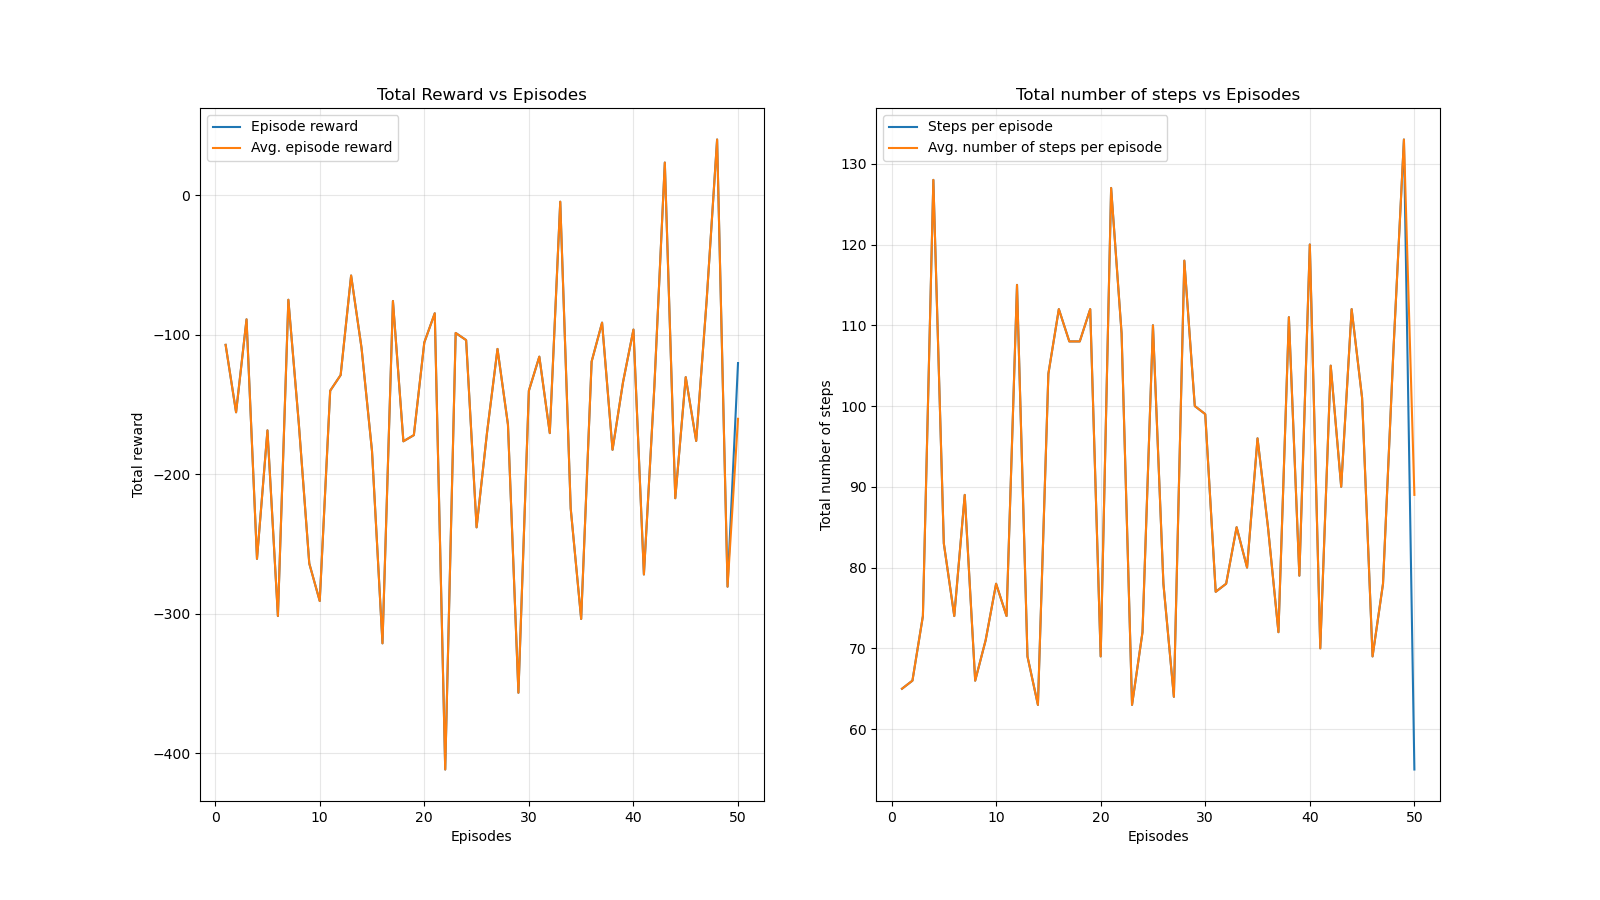 Total Reward vs Episodes
Episode reward
Avg. episode reward
0
−100
−200
−300
−400
Total reward
0 10 20 30 40 50
Episodes
Total number of steps vs Episodes
Steps per episode
Avg. number of steps per episode
130
120
110
100
90
80
70
60
Total number of steps
0 10 20 30 40 50
Episodes